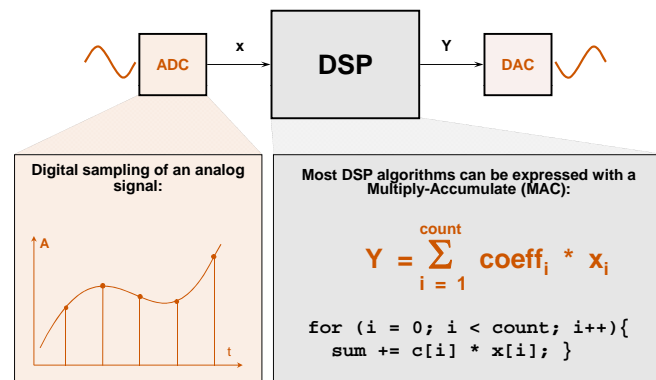 ADC
x
DSP
Y
DAC
Digital sampling of an analog
signal:
A
t
Most DSP algorithms can be expressed with a
Multiply-Accumulate (MAC):
count
Y = Σ coeffᵢ * xᵢ
i = 1
for (i = 0; i < count; i++){
sum += c[i] * x[i]; }